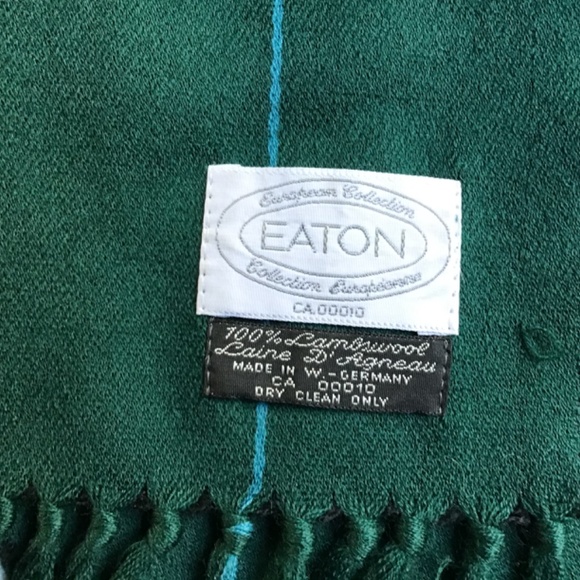 European Collection
EATON
Collection Européenne
CA.00010
100% Lambswool
Laine D'Agneau
MADE IN W.-GERMANY
CA 00010
DRY CLEAN ONLY